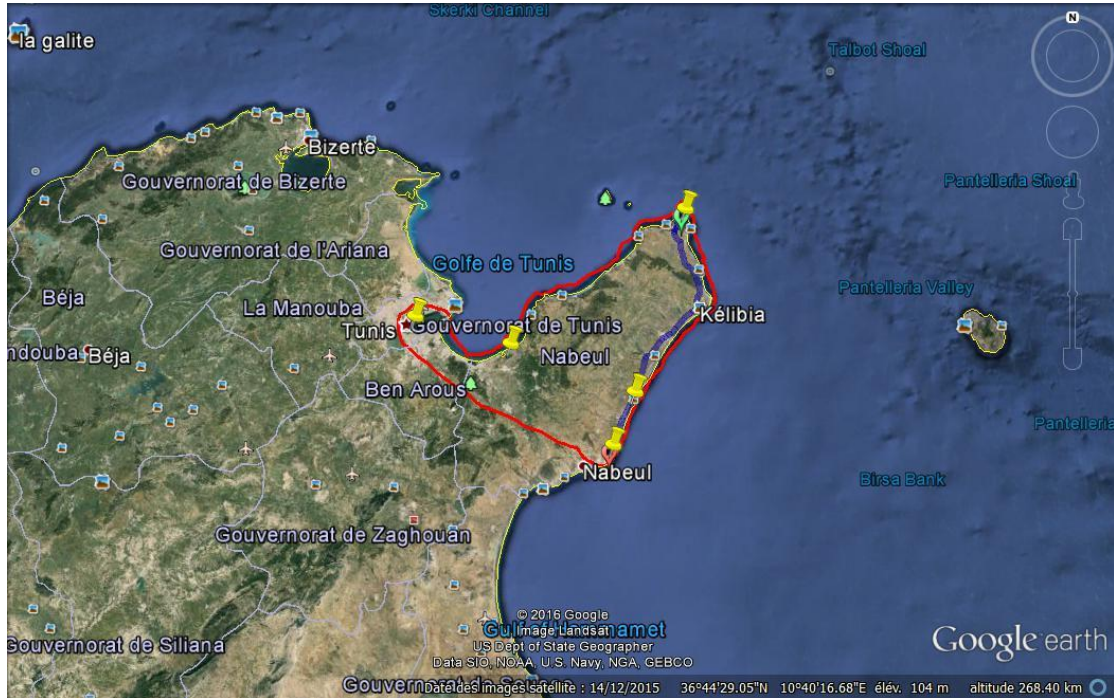 Skerki Channel
la galite
Talbot Shoal
N
Bizerte
Gouvernorat de Bizerte
Pantelleria Shoal
Gouvernorat de l'Ariana
Golfe de Tunis
Béja
La Manouba
Pantelleria Valley
Tunis
Gouvernorat de Tunis
Kélibia
ndouba
Béja
Nabeul
Ben Arous
Pantelleria
Nabeul
Birsa Bank
Gouvernorat de Zaghouan
© 2016 Google
Image Landsat
US Dept of State Geographer
Data SIO, NOAA, U.S. Navy, NGA, GEBCO
Gouvernorat de Siliana
Google earth
Date des images satellite : 14/12/2015 36°44'29.05"N 10°40'16.68"E élév. 104 m altitude 268.40 km